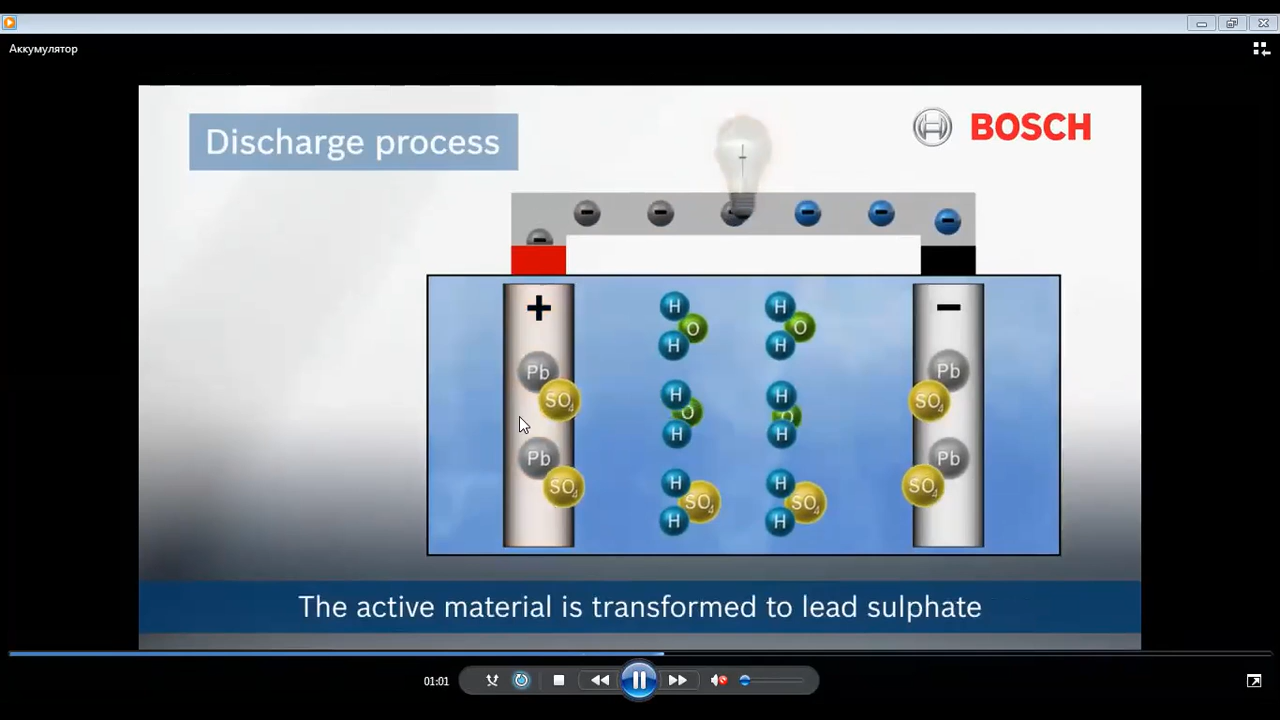 Аккумулятор
Discharge process
BOSCH
+
−
H H
O O
H H
Pb Pb
SO₄ SO₄
H H
O O
H H
Pb Pb
SO₄ SO₄
H H
SO₄ SO₄
H H
The active material is transformed to lead sulphate
01:01